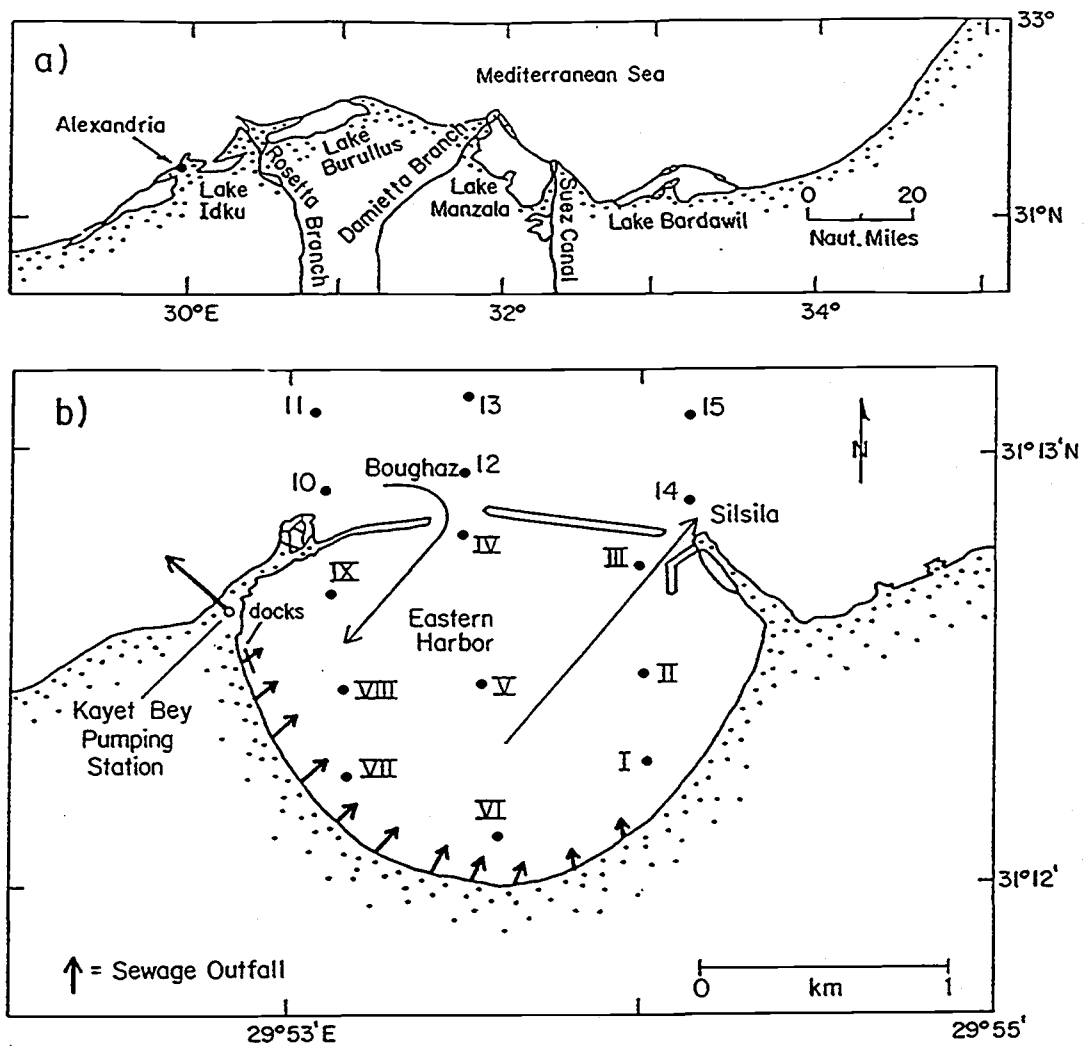 a)
33°
Mediterranean Sea
Alexandria
Lake
Idku
Rosetta Branch
Lake
Burullus
Damietta Branch
Lake
Manzala
Suez Canal
Lake Bardawil
0 20
Naut. Miles
31°N
30°E
32°
34°
b)
11
13
15
N
31°13'N
Boughaz
12
10
14
Silsila
IV
III
IX
docks
Eastern
Harbor
VIII
V
II
Kayet Bey
Pumping
Station
VII
I
VI
31°12'
= Sewage Outfall
0 km 1
29°53'E
29°55'